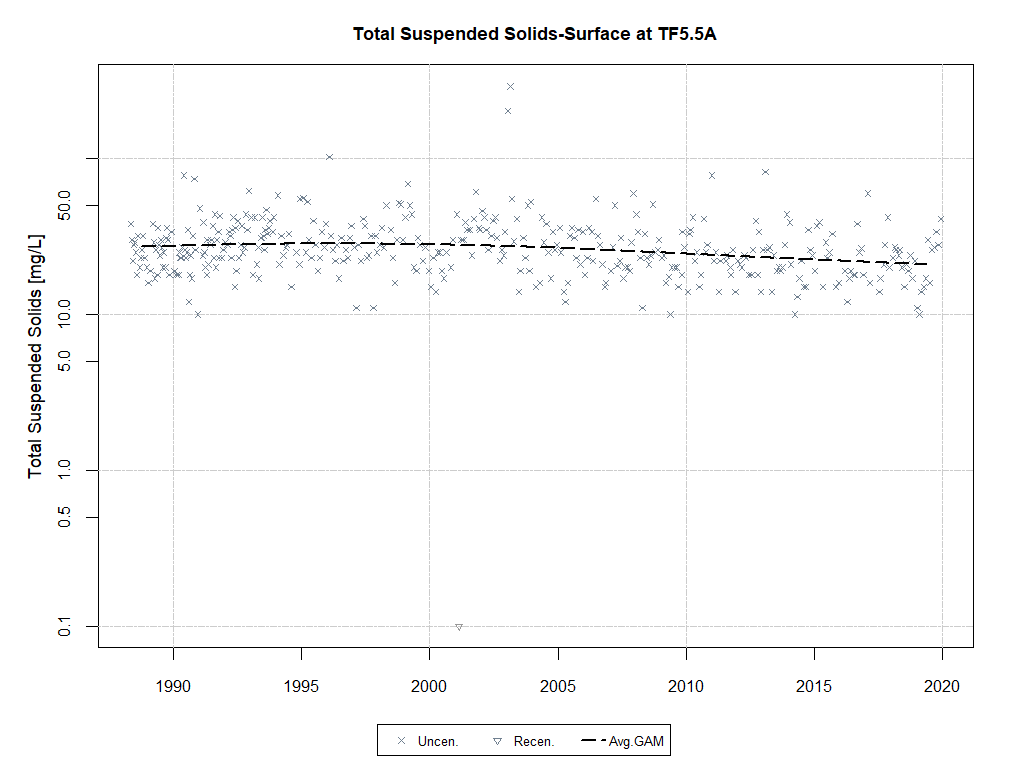 Total Suspended Solids-Surface at TF5.5A
Total Suspended Solids [mg/L]
50.0
10.0
5.0
1.0
0.5
0.1
1990 1995 2000 2005 2010 2015 2020
Uncen. Recen. Avg.GAM